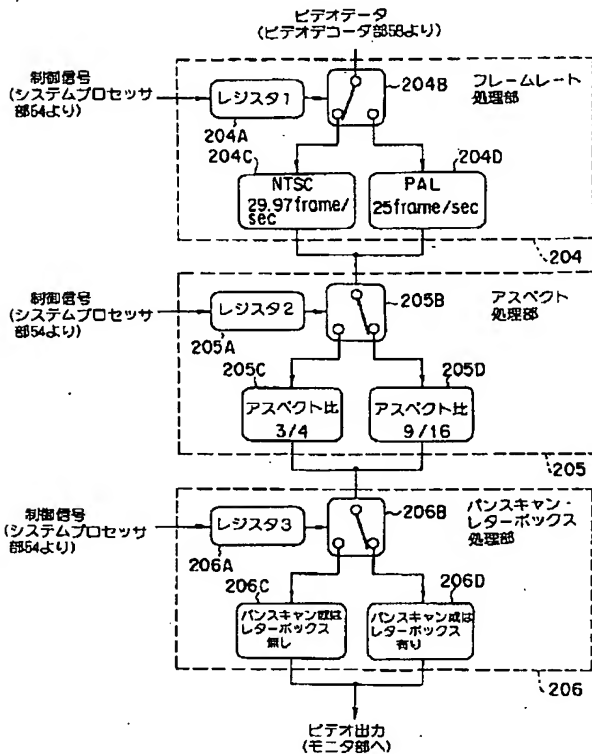 ビデオデータ
(ビデオデコーダ部58より)
制御信号
(システムプロセッサ
部54より)
レジスタ1
204A
204B
フレームレート
処理部
204C
NTSC
29.97frame/
sec
204D
PAL
25frame/sec
204
制御信号
(システムプロセッサ
部54より)
レジスタ2
205A
205B
アスペクト
処理部
205C
アスペクト比
3/4
205D
アスペクト比
9/16
205
制御信号
(システムプロセッサ
部54より)
レジスタ3
206A
206B
パンスキャン・
レターボックス
処理部
206C
パンスキャン或は
レターボックス
無し
206D
パンスキャン或は
レターボックス
有り
206
ビデオ出力
(モニタ部へ)